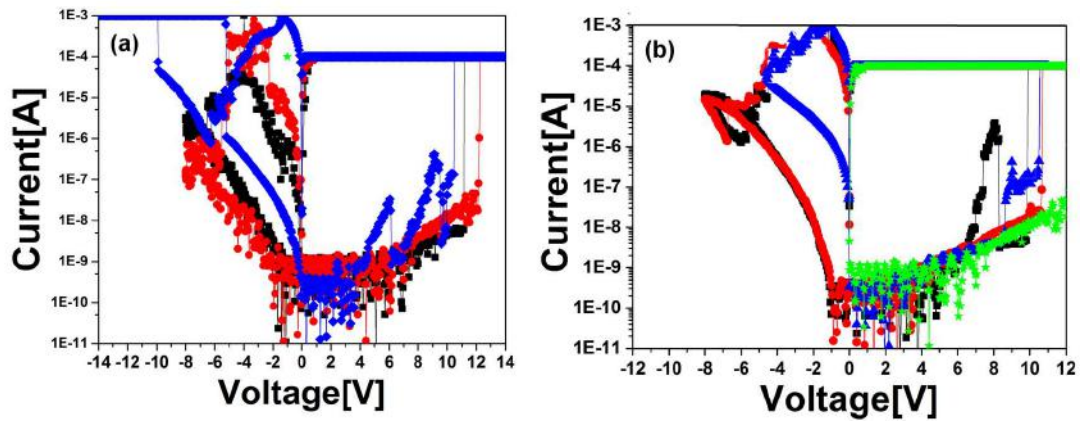 (a)
Current[A]
1E-3
1E-4
1E-5
1E-6
1E-7
1E-8
1E-9
1E-10
1E-11
-14 -12 -10 -8 -6 -4 -2 0 2 4 6 8 10 12 14
Voltage[V]
(b)
Current[A]
1E-3
1E-4
1E-5
1E-6
1E-7
1E-8
1E-9
1E-10
1E-11
-12 -10 -8 -6 -4 -2 0 2 4 6 8 10 12
Voltage[V]